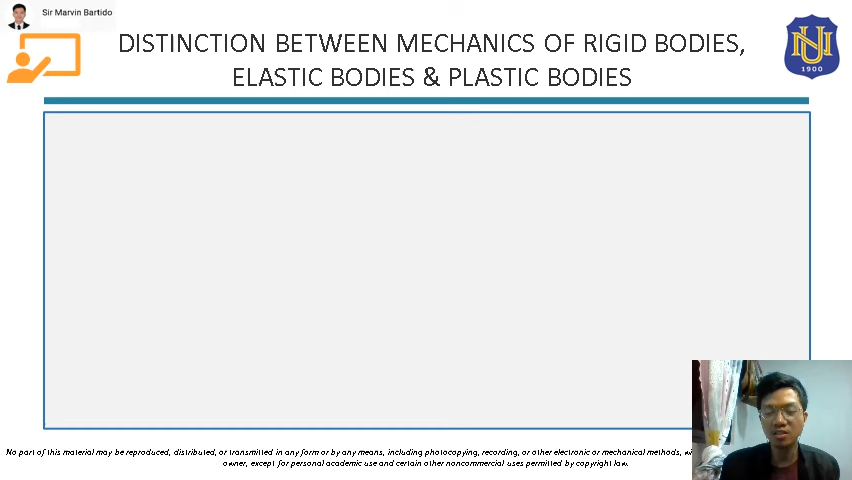 Sir Marvin Bartido
DISTINCTION BETWEEN MECHANICS OF RIGID BODIES,
ELASTIC BODIES & PLASTIC BODIES
NU
1900
No part of this material may be reproduced, distributed, or transmitted in any form or by any means, including photocopying, recording, or other electronic or mechanical methods,
owner, except for personal academic use and certain other noncommercial uses permitted by copyright law.